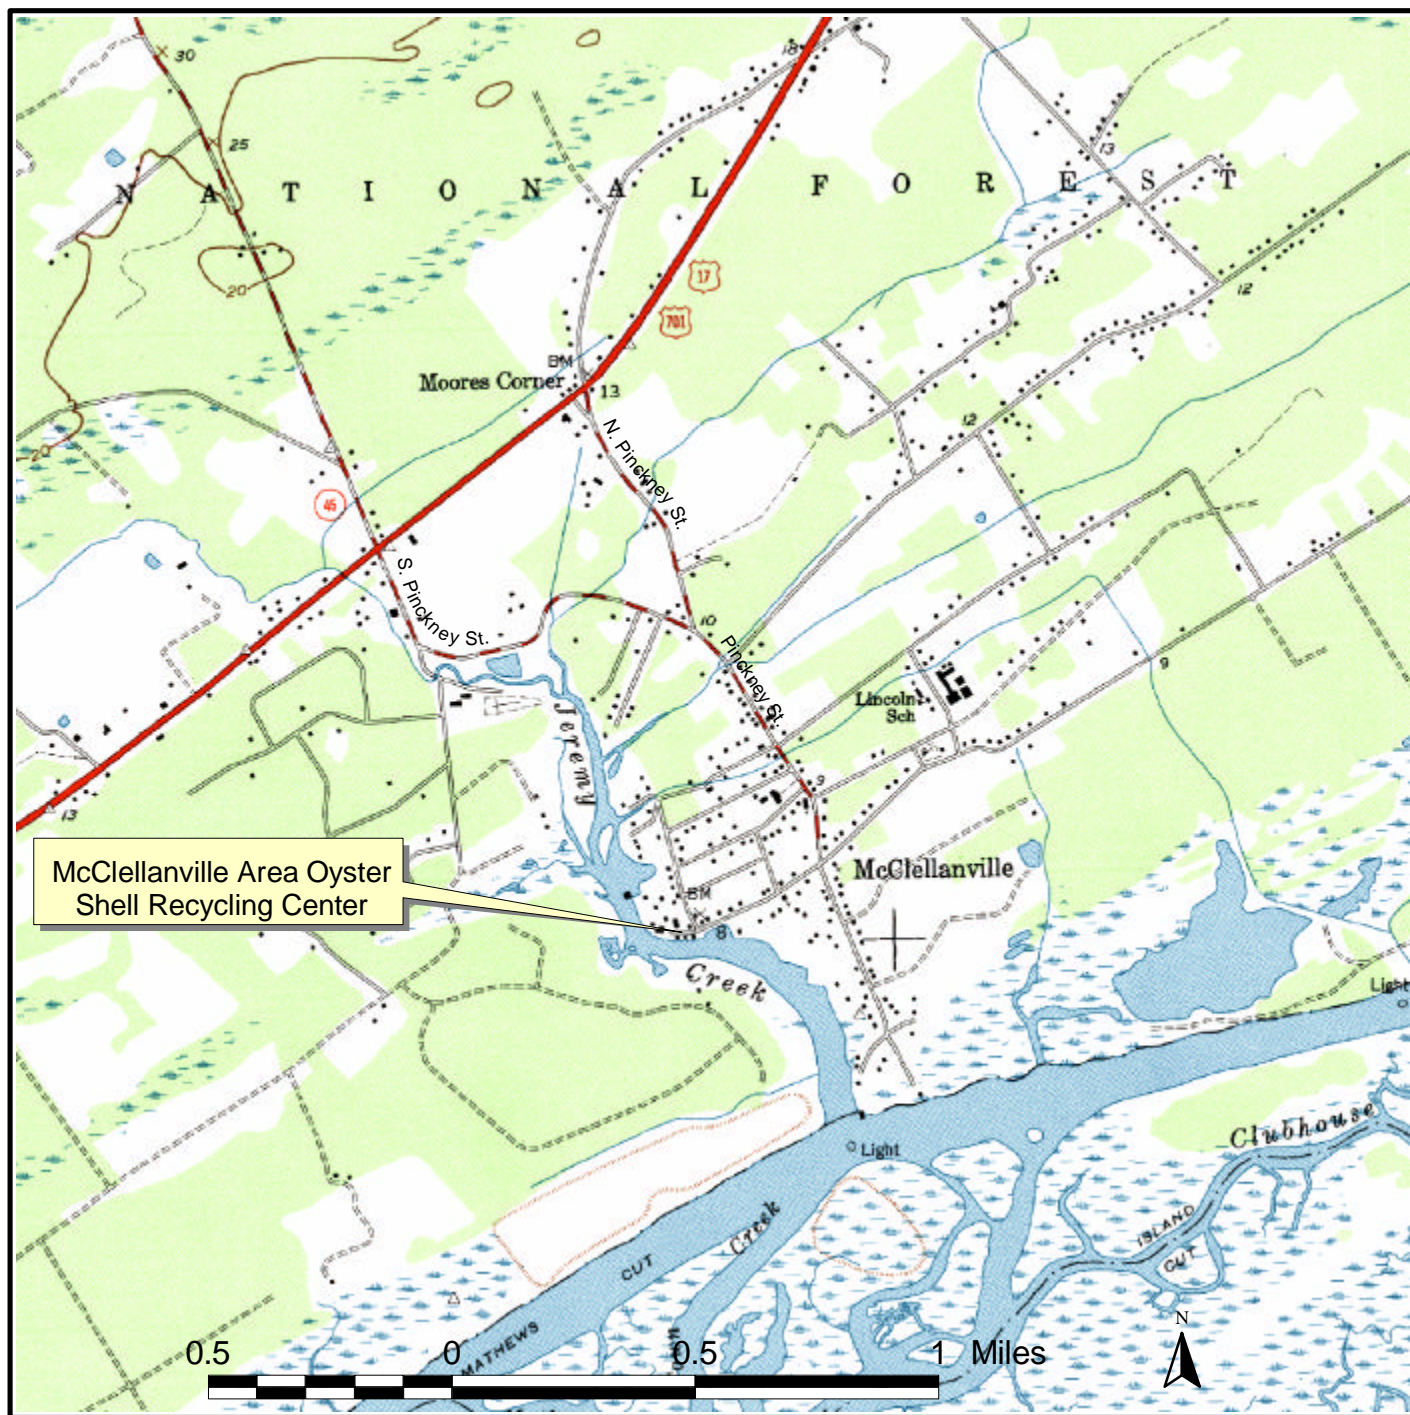 30
18
25
13
N A T I O N A L F O R E S T
17
20
12
701
BM
Moores Corner
13
N. Pinckney St.
12
45
S. Pinckney St.
10
Pinckney St.
9
Lincoln
Sch
Jeremy
9
13
McClellanville Area Oyster
Shell Recycling Center
McClellanville
BM
8
Creek
Light
Clubhouse
Light
Creek
ISLAND
CUT
CUT
MATHEWS
N
0.5 0 0.5 1 Miles